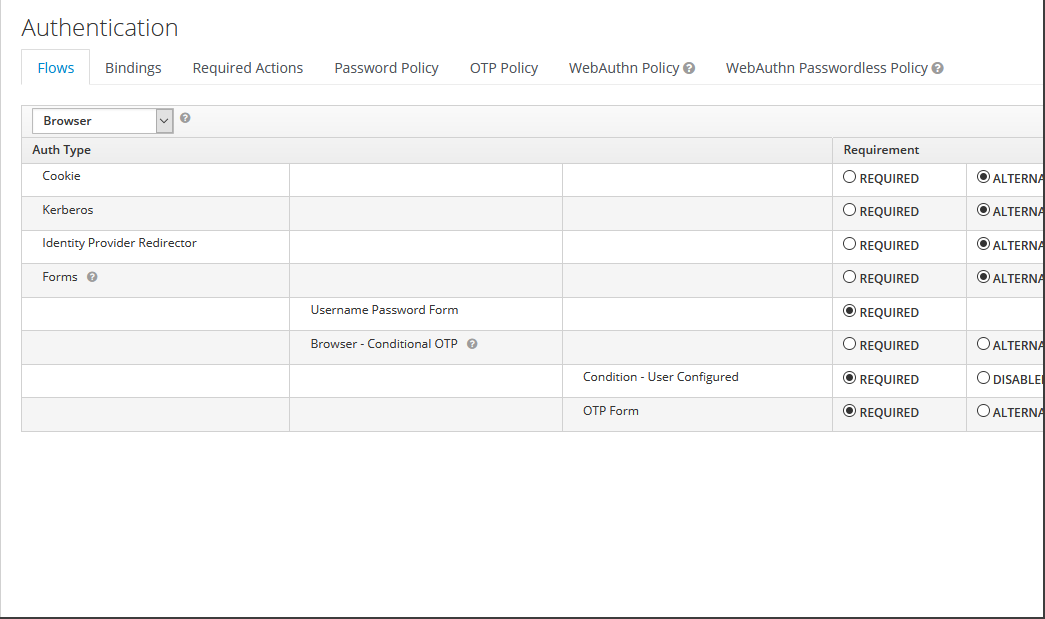 Authentication
Flows Bindings Required Actions Password Policy OTP Policy WebAuthn Policy WebAuthn Passwordless Policy
Browser
Auth Type Requirement
Cookie REQUIRED ALTERNA
Kerberos REQUIRED ALTERNA
Identity Provider Redirector REQUIRED ALTERNA
Forms REQUIRED ALTERNA
Username Password Form REQUIRED
Browser - Conditional OTP REQUIRED ALTERNA
Condition - User Configured REQUIRED DISABLE
OTP Form REQUIRED ALTERNA